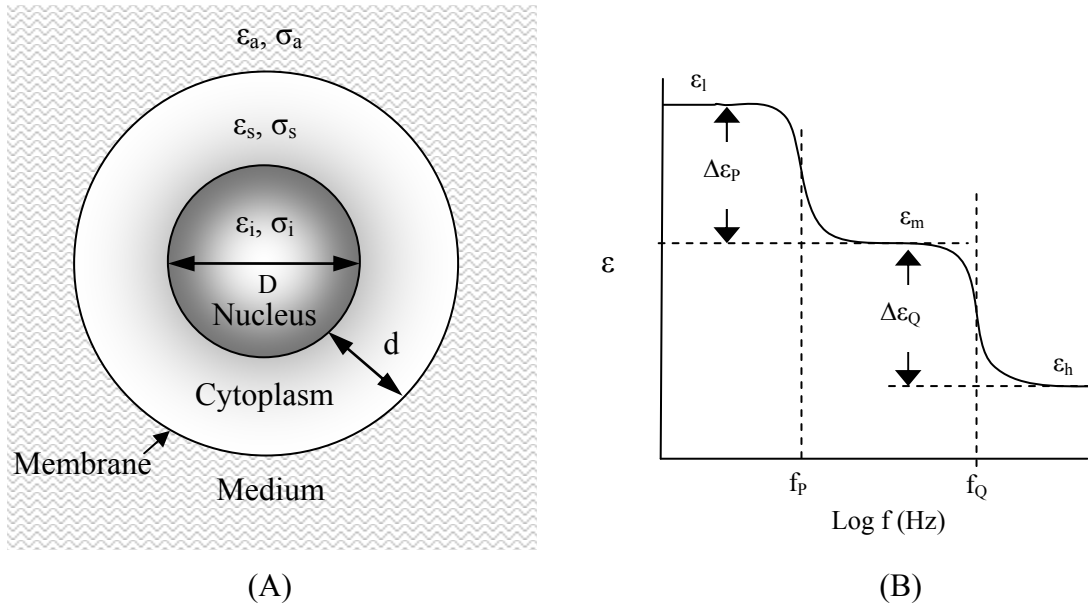 εa, σa
εs, σs
εi, σi
D
Nucleus
d
Cytoplasm
Membrane
Medium
(A)
εl
ΔεP
εm
ε
ΔεQ
εh
fP
fQ
Log f (Hz)
(B)